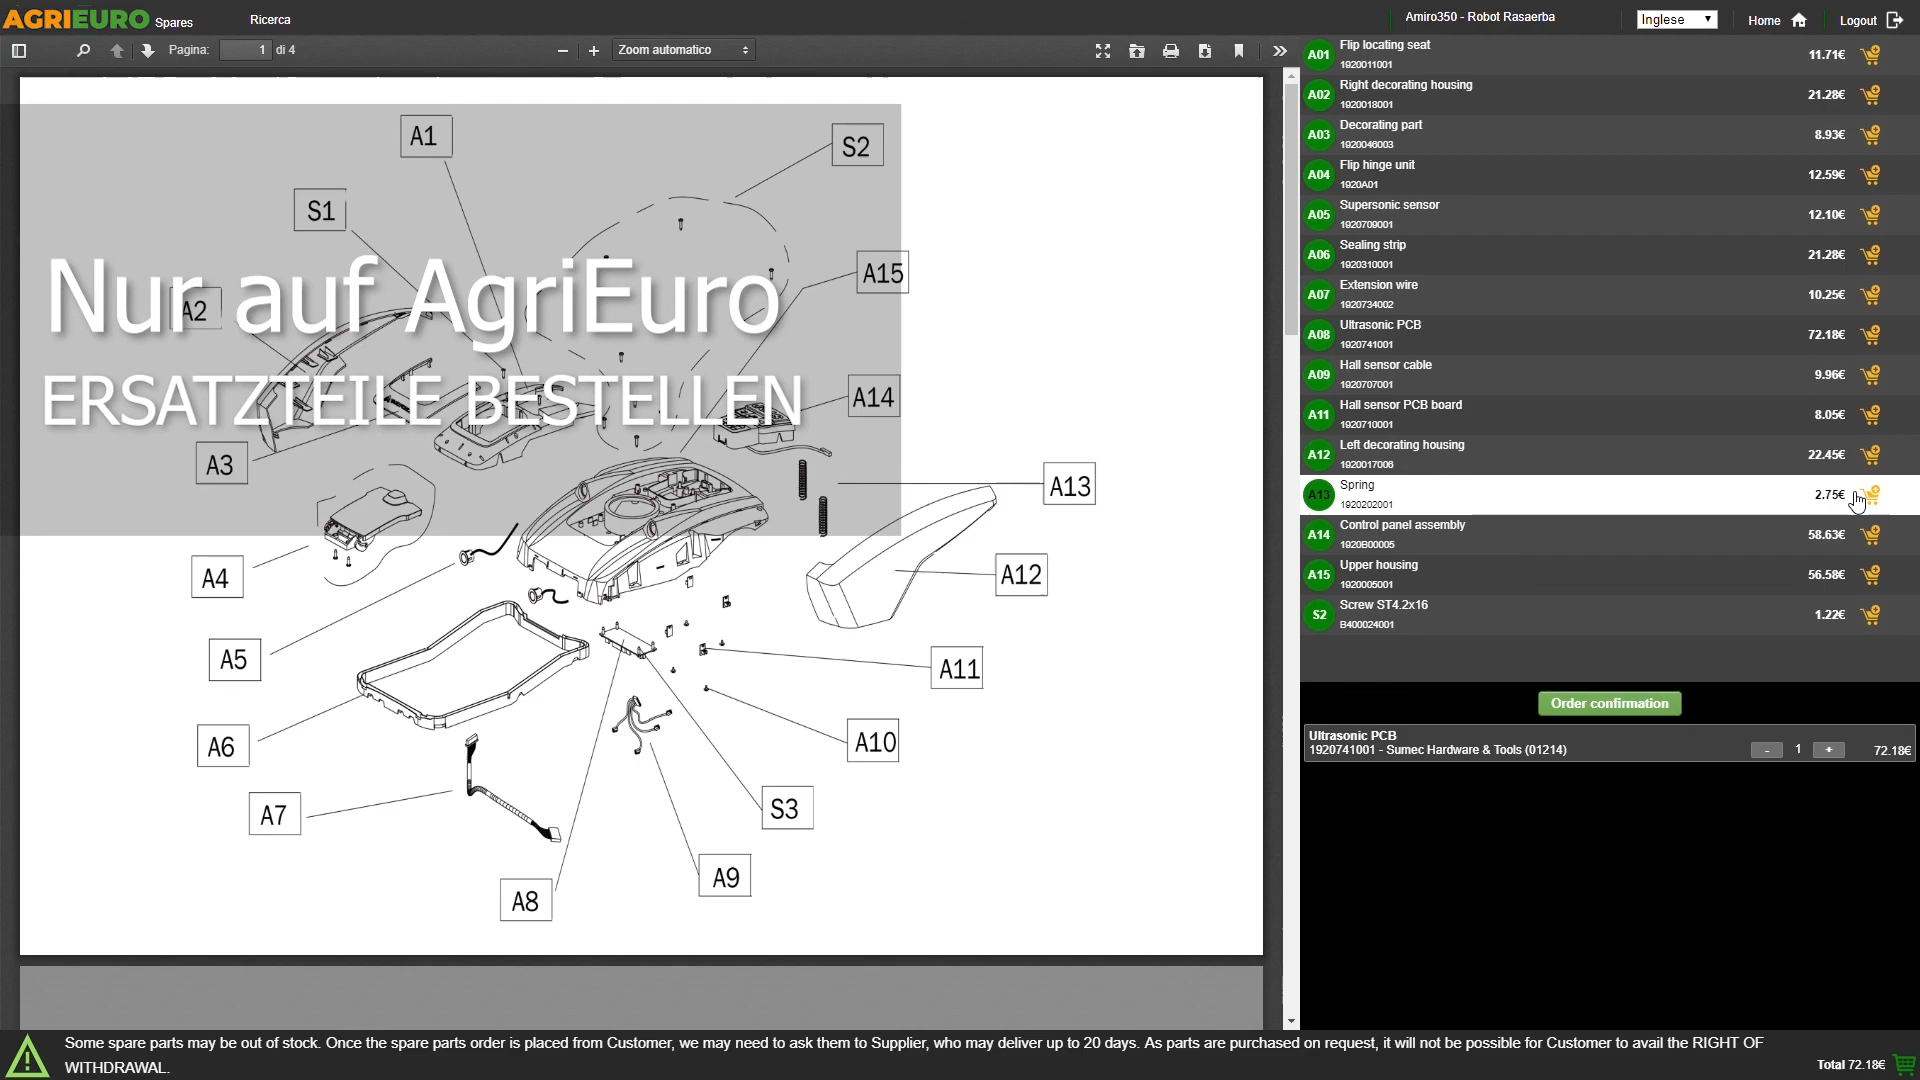 AGRIEURO Spares
Ricerca
Amiro350 - Robot Rasaerba
Inglese
Home
Logout
Pagina: 1 di 4
Zoom automatico
A1
S2
S1
A15
A2
Nur auf AgriEuro
ERSATZTEILE BESTELLEN
A14
A3
A13
A4
A12
A5
A11
A6
A10
A7
S3
A9
A8
A01 Flip locating seat 11.71€
1920011001
A02 Right decorating housing 21.28€
1920018001
A03 Decorating part 8.93€
1920046003
A04 Flip hinge unit 12.59€
1920A01
A05 Supersonic sensor 12.10€
1920709001
A06 Sealing strip 21.28€
1920310001
A07 Extension wire 10.25€
1920734002
A08 Ultrasonic PCB 72.18€
1920741001
A09 Hall sensor cable 9.96€
1920707001
A11 Hall sensor PCB board 8.05€
1920710001
A12 Left decorating housing 22.45€
1920017006
A13 Spring 2.75€
1920202001
A14 Control panel assembly 58.63€
1920B00005
A15 Upper housing 56.58€
1920005001
S2 Screw ST4.2x16 1.22€
B400024001
Order confirmation
Ultrasonic PCB
1920741001 - Sumec Hardware & Tools (01214) - 1 + 72.18€
Some spare parts may be out of stock. Once the spare parts order is placed from Customer, we may need to ask them to Supplier, who may deliver up to 20 days. As parts are purchased on request, it will not be possible for Customer to avail the RIGHT OF
WITHDRAWAL.
Total 72.18€